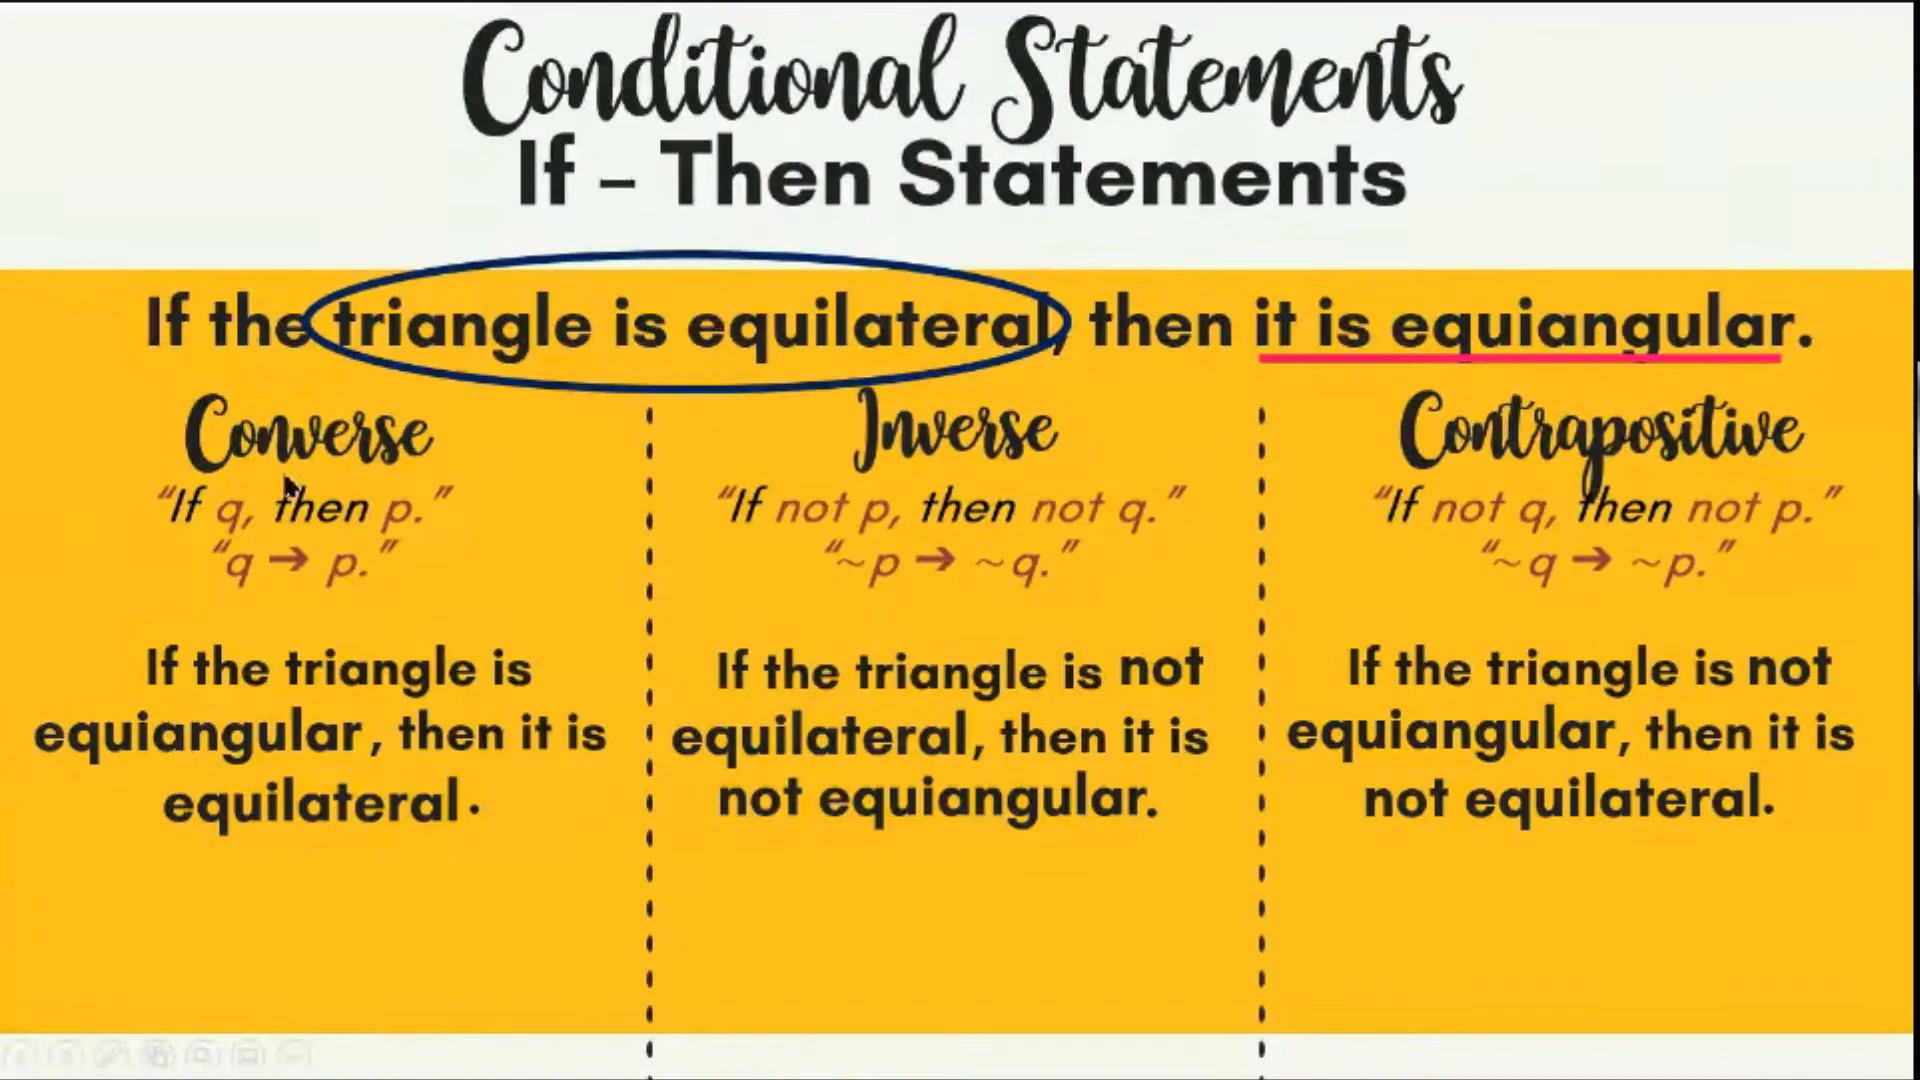 Conditional Statements
If – Then Statements
If the triangle is equilateral, then it is equiangular.
Converse
“If q, then p.”
“q ➔ p.”
If the triangle is
equiangular, then it is
equilateral.
Inverse
“If not p, then not q.”
“~p ➔ ~q.”
If the triangle is not
equilateral, then it is
not equiangular.
Contrapositive
“If not q, then not p.”
“~q ➔ ~p.”
If the triangle is not
equiangular, then it is
not equilateral.